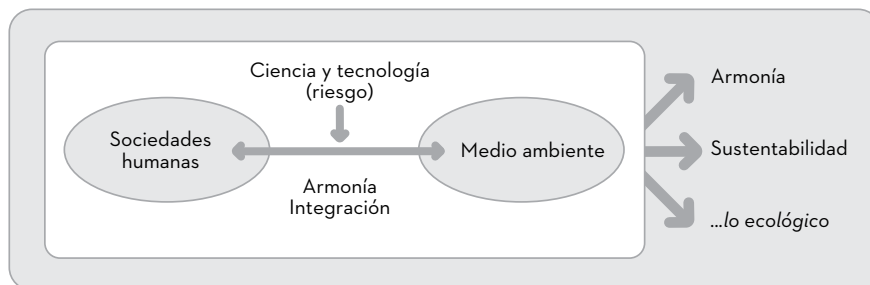 Ciencia y tecnología
(riesgo)
Sociedades
humanas
Medio ambiente
Armonía
Integración
Armonía
Sustentabilidad
...lo ecológico